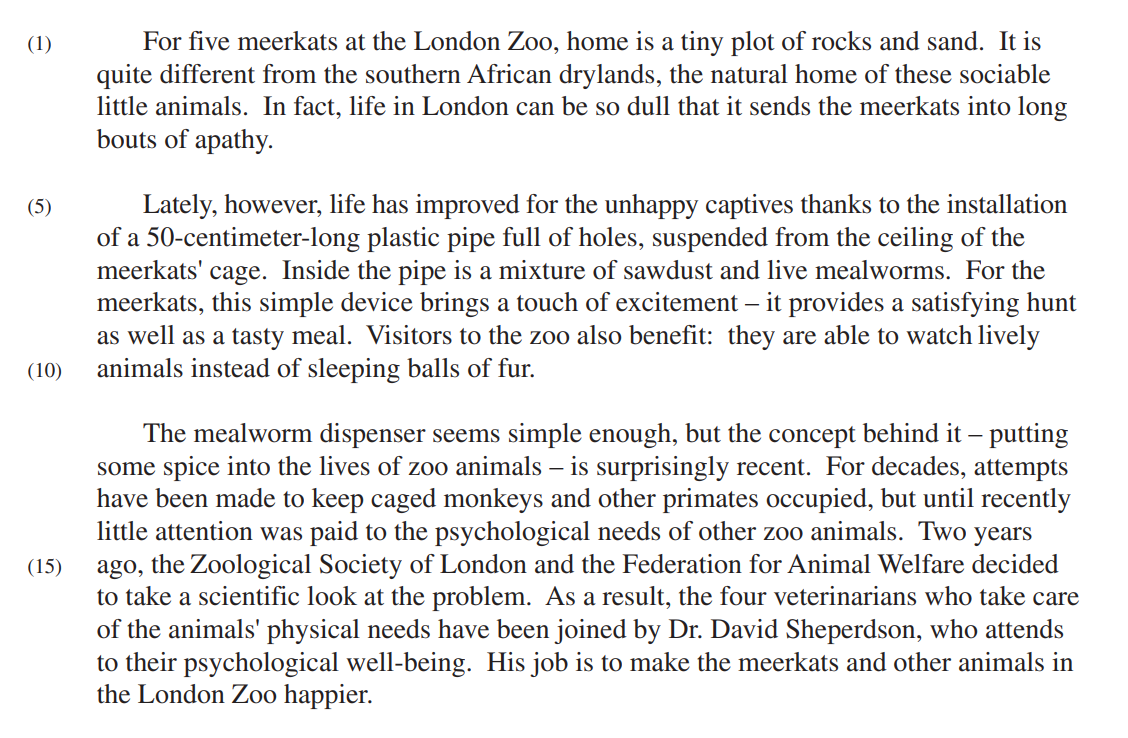 (1) For five meerkats at the London Zoo, home is a tiny plot of rocks and sand. It is
quite different from the southern African drylands, the natural home of these sociable
little animals. In fact, life in London can be so dull that it sends the meerkats into long
bouts of apathy.
(5) Lately, however, life has improved for the unhappy captives thanks to the installation
of a 50-centimeter-long plastic pipe full of holes, suspended from the ceiling of the
meerkats' cage. Inside the pipe is a mixture of sawdust and live mealworms. For the
meerkats, this simple device brings a touch of excitement – it provides a satisfying hunt
as well as a tasty meal. Visitors to the zoo also benefit: they are able to watch lively
(10) animals instead of sleeping balls of fur.
The mealworm dispenser seems simple enough, but the concept behind it – putting
some spice into the lives of zoo animals – is surprisingly recent. For decades, attempts
have been made to keep caged monkeys and other primates occupied, but until recently
little attention was paid to the psychological needs of other zoo animals. Two years
(15) ago, the Zoological Society of London and the Federation for Animal Welfare decided
to take a scientific look at the problem. As a result, the four veterinarians who take care
of the animals' physical needs have been joined by Dr. David Sheperdson, who attends
to their psychological well-being. His job is to make the meerkats and other animals in
the London Zoo happier.